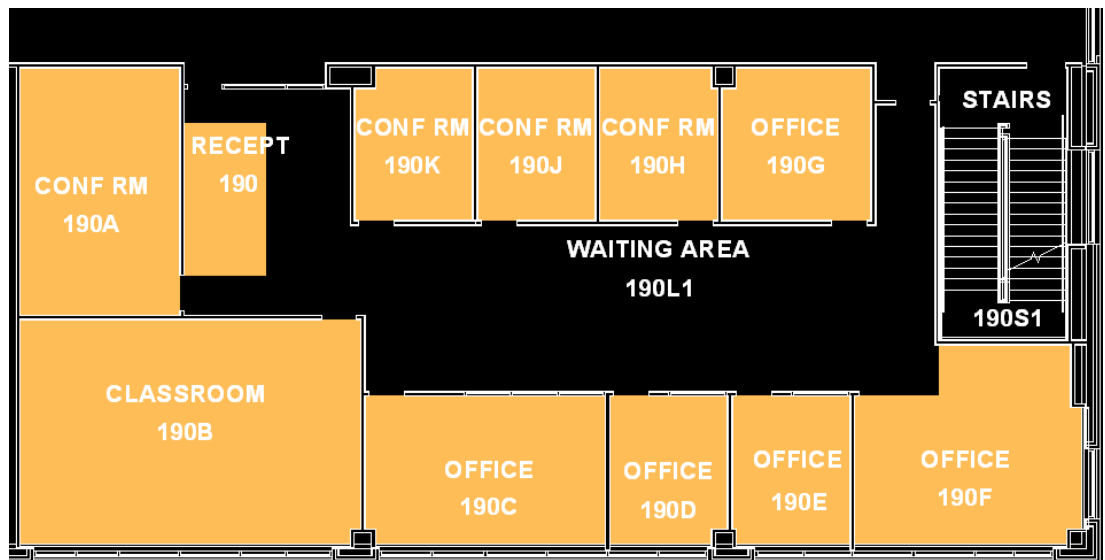 STAIRS
CONF RM
190K
CONF RM
190J
CONF RM
190H
OFFICE
190G
RECEPT
190
CONF RM
190A
WAITING AREA
190L1
190S1
CLASSROOM
190B
OFFICE
190C
OFFICE
190D
OFFICE
190E
OFFICE
190F